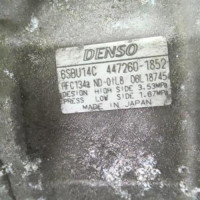 DENSO
6SBU14C 447260-1852
HFC134a ND-OIL8 08L18745
DESIGN HIGH SIDE 3.53MPa
PRESS LOW SIDE 1.67MPa
MADE IN JAPAN